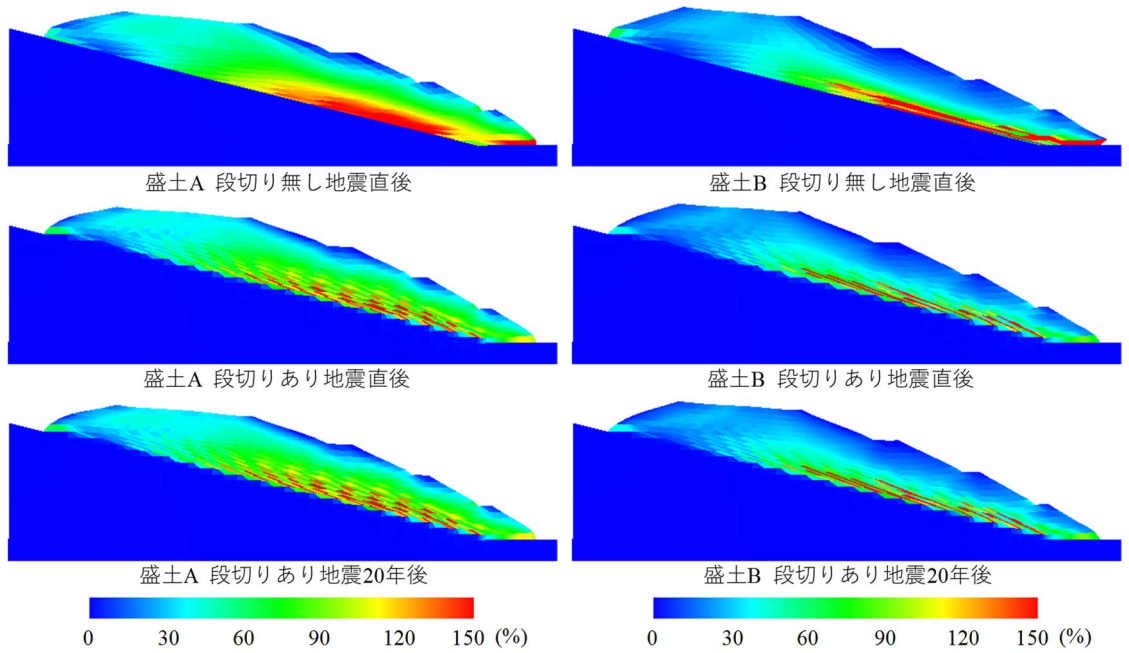 盛土A 段切り無し地震直後
盛土B 段切り無し地震直後
盛土A 段切りあり地震直後
盛土B 段切りあり地震直後
盛土A 段切りあり地震20年後
盛土B 段切りあり地震20年後
0 30 60 90 120 150 (%)
0 30 60 90 120 150 (%)